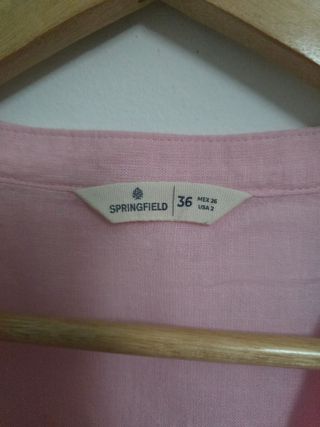 SPRINGFIELD
36
MEX 26
USA 2